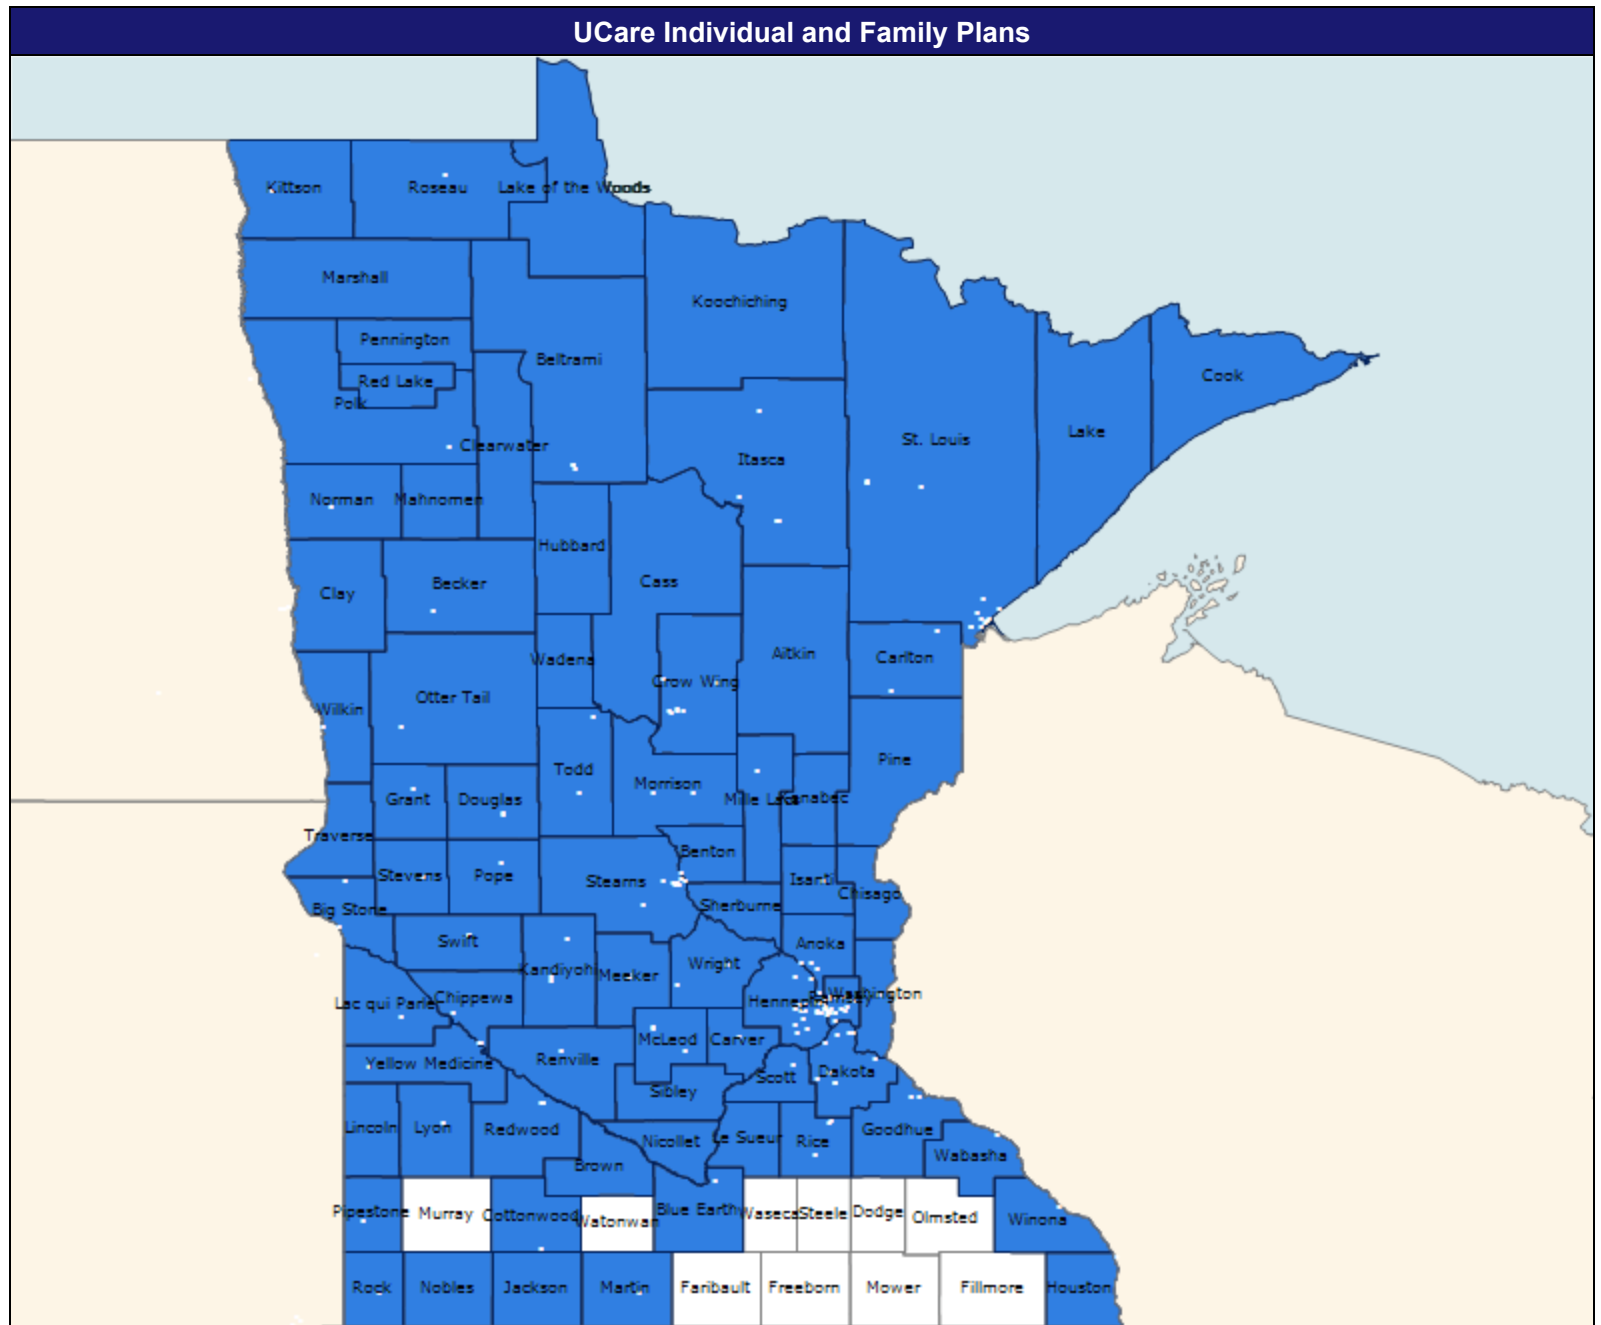 UCare Individual and Family Plans
Kittson
Roseau
Lake of the Woods
Marshall
Koochiching
Pennington
Beltrami
Red Lake
Polk
Cook
Lake
St. Louis
Clearwater
Itasca
Norman
Mahnomen
Hubbard
Cass
Becker
Clay
Aitkin
Carlton
Wadena
Crow Wing
Otter Tail
Wilkin
Pine
Todd
Morrison
Grant
Douglas
Mille Lacs
Kanabec
Traverse
Benton
Stevens
Pope
Stearns
Isanti
Chisago
Big Stone
Sherburne
Swift
Anoka
Kandiyohi
Meeker
Wright
Lac qui Parle
Chippewa
Hennepin
Ramsey
Washington
McLeod
Carver
Yellow Medicine
Renville
Scott
Dakota
Sibley
Lincoln
Lyon
Redwood
Nicollet
Le Sueur
Rice
Goodhue
Wabasha
Brown
Pipestone
Murray
Cottonwood
Watonwan
Blue Earth
Waseca
Steele
Dodge
Olmsted
Winona
Rock
Nobles
Jackson
Martin
Faribault
Freeborn
Mower
Fillmore
Houston